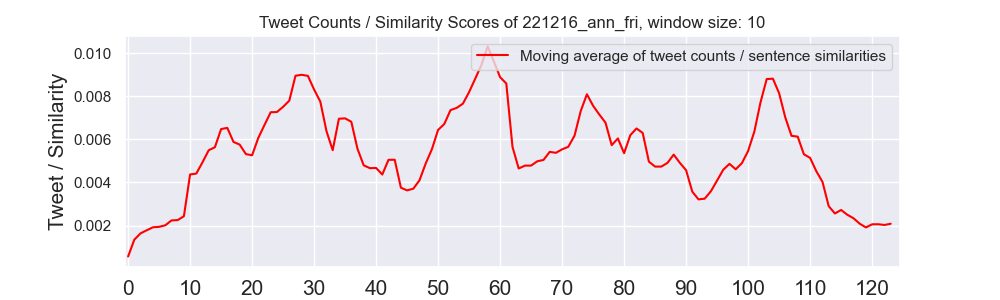 Tweet Counts / Similarity Scores of 221216_ann_fri, window size: 10
Moving average of tweet counts / sentence similarities
Tweet / Similarity
0.010
0.008
0.006
0.004
0.002
0 10 20 30 40 50 60 70 80 90 100 110 120